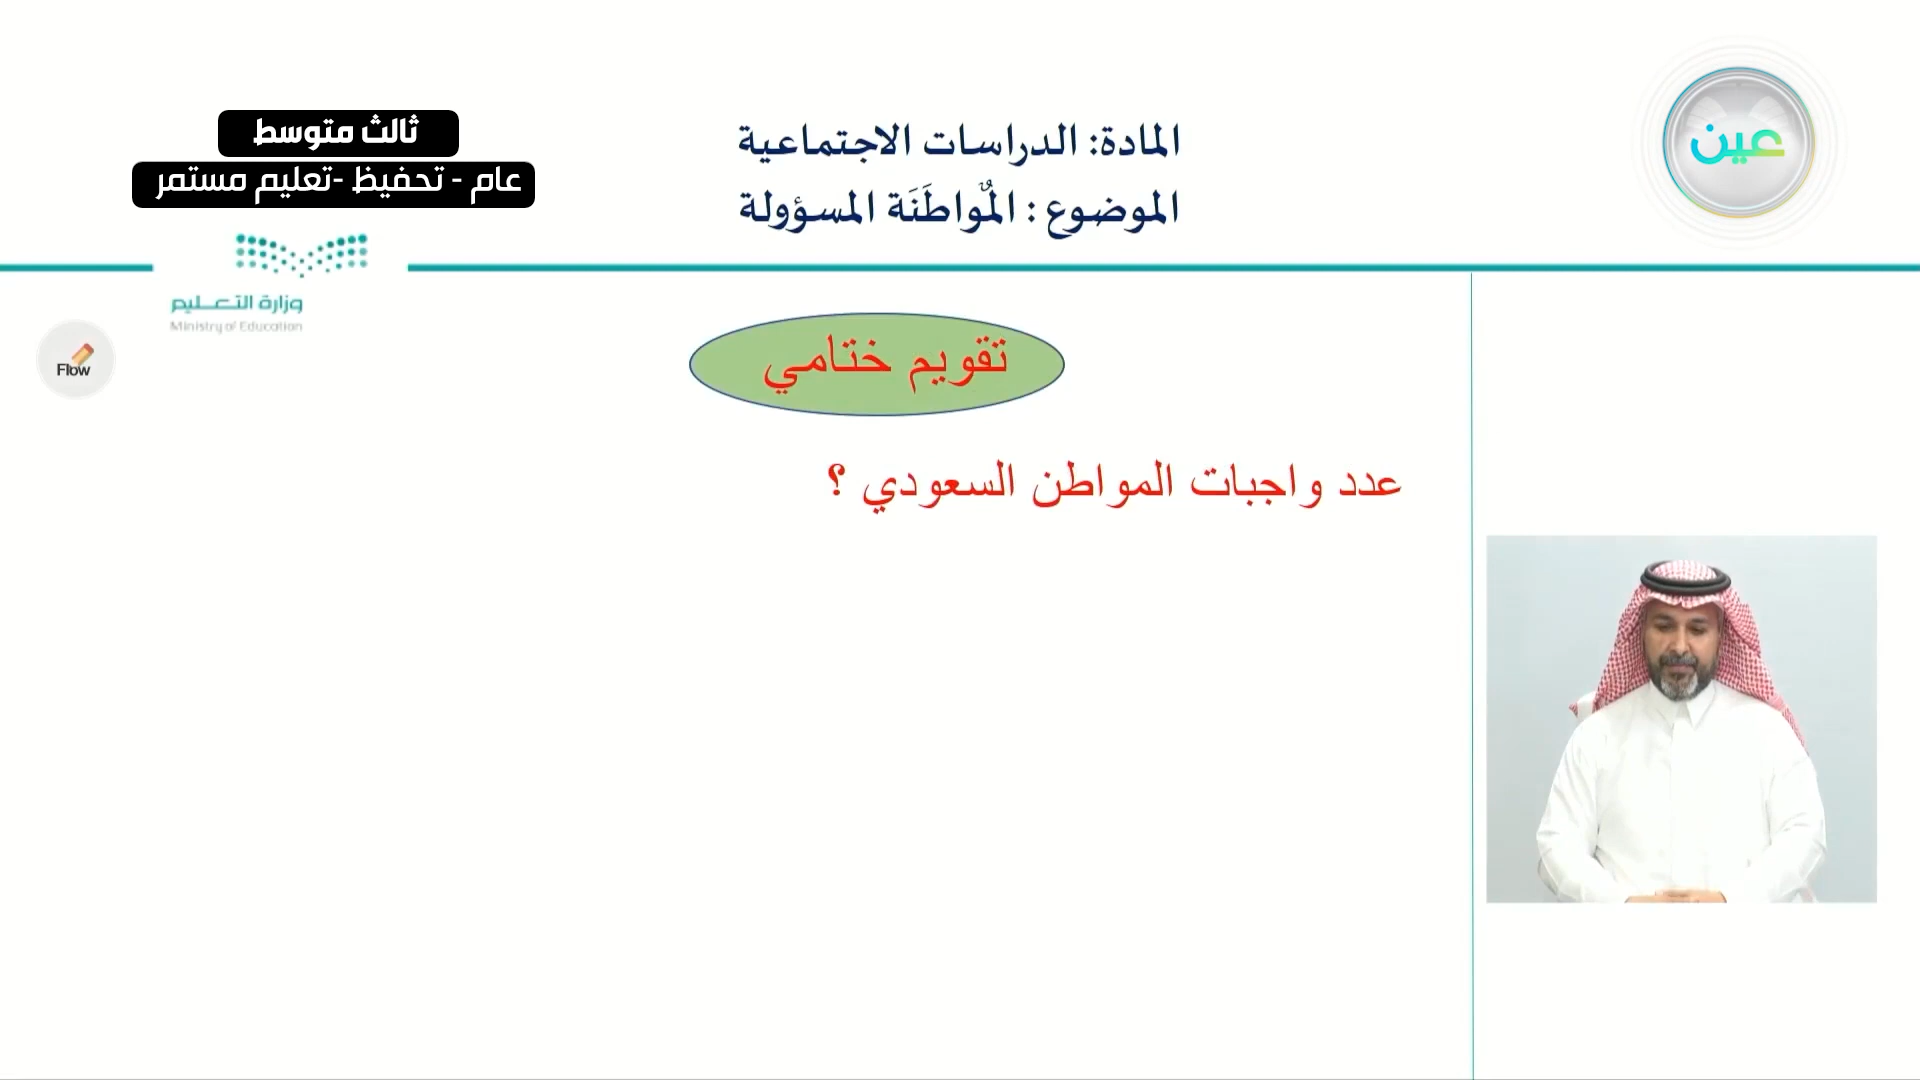 عين
المادة: الدراسات الاجتماعية
الموضوع : المُواطَنَة المسؤولة
ثالث متوسط
عام - تحفيظ -تعليم مستمر
وزارة التعليم
Ministry of Education
Flow
تقويم ختامي
عدد واجبات المواطن السعودي ؟